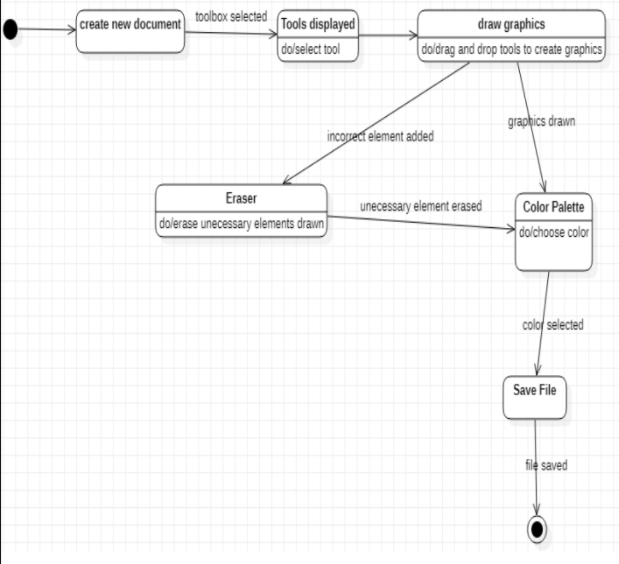 create new document
toolbox selected
Tools displayed
do/select tool
draw graphics
do/drag and drop tools to create graphics
incorrect element added
graphics drawn
Eraser
do/erase unecessary elements drawn
unecessary element erased
Color Palette
do/choose color
color selected
Save File
file saved